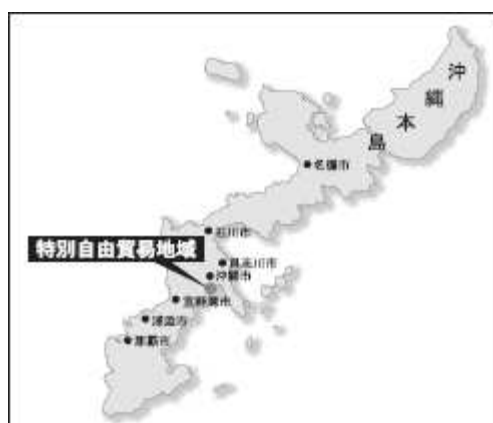 沖縄本島
名護市
石川市
特別自由貿易地域
具志川市
沖縄市
宜野湾市
浦添市
那覇市